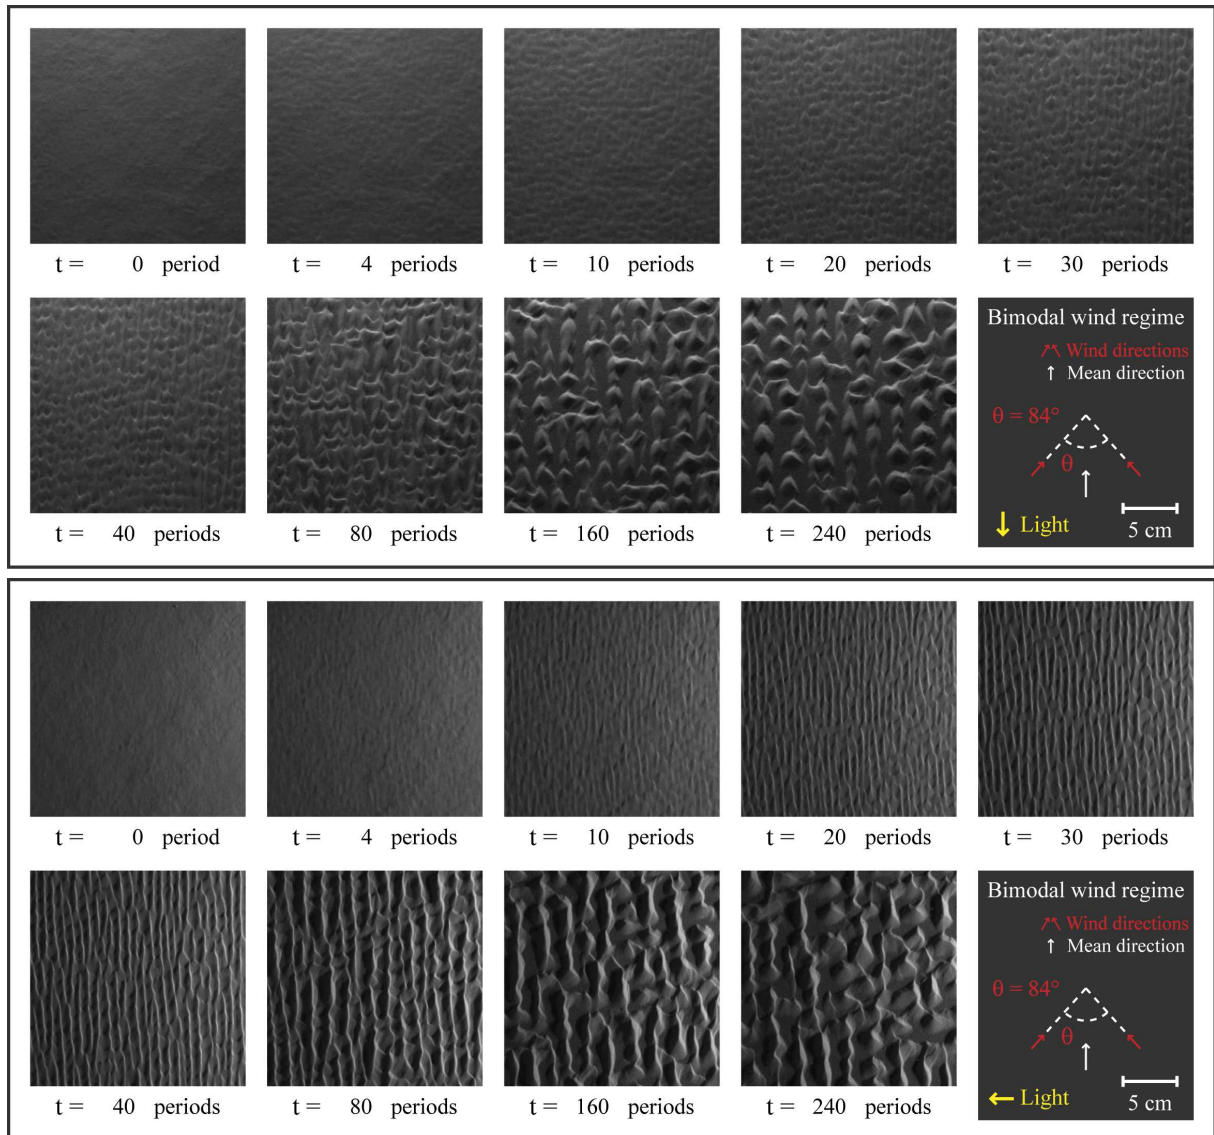 t = 0 period
t = 4 periods
t = 10 periods
t = 20 periods
t = 30 periods
t = 40 periods
t = 80 periods
t = 160 periods
t = 240 periods
Bimodal wind regime
Wind directions
↑ Mean direction
θ = 84°
θ
↓ Light
5 cm
t = 0 period
t = 4 periods
t = 10 periods
t = 20 periods
t = 30 periods
t = 40 periods
t = 80 periods
t = 160 periods
t = 240 periods
Bimodal wind regime
Wind directions
↑ Mean direction
θ = 84°
θ
← Light
5 cm